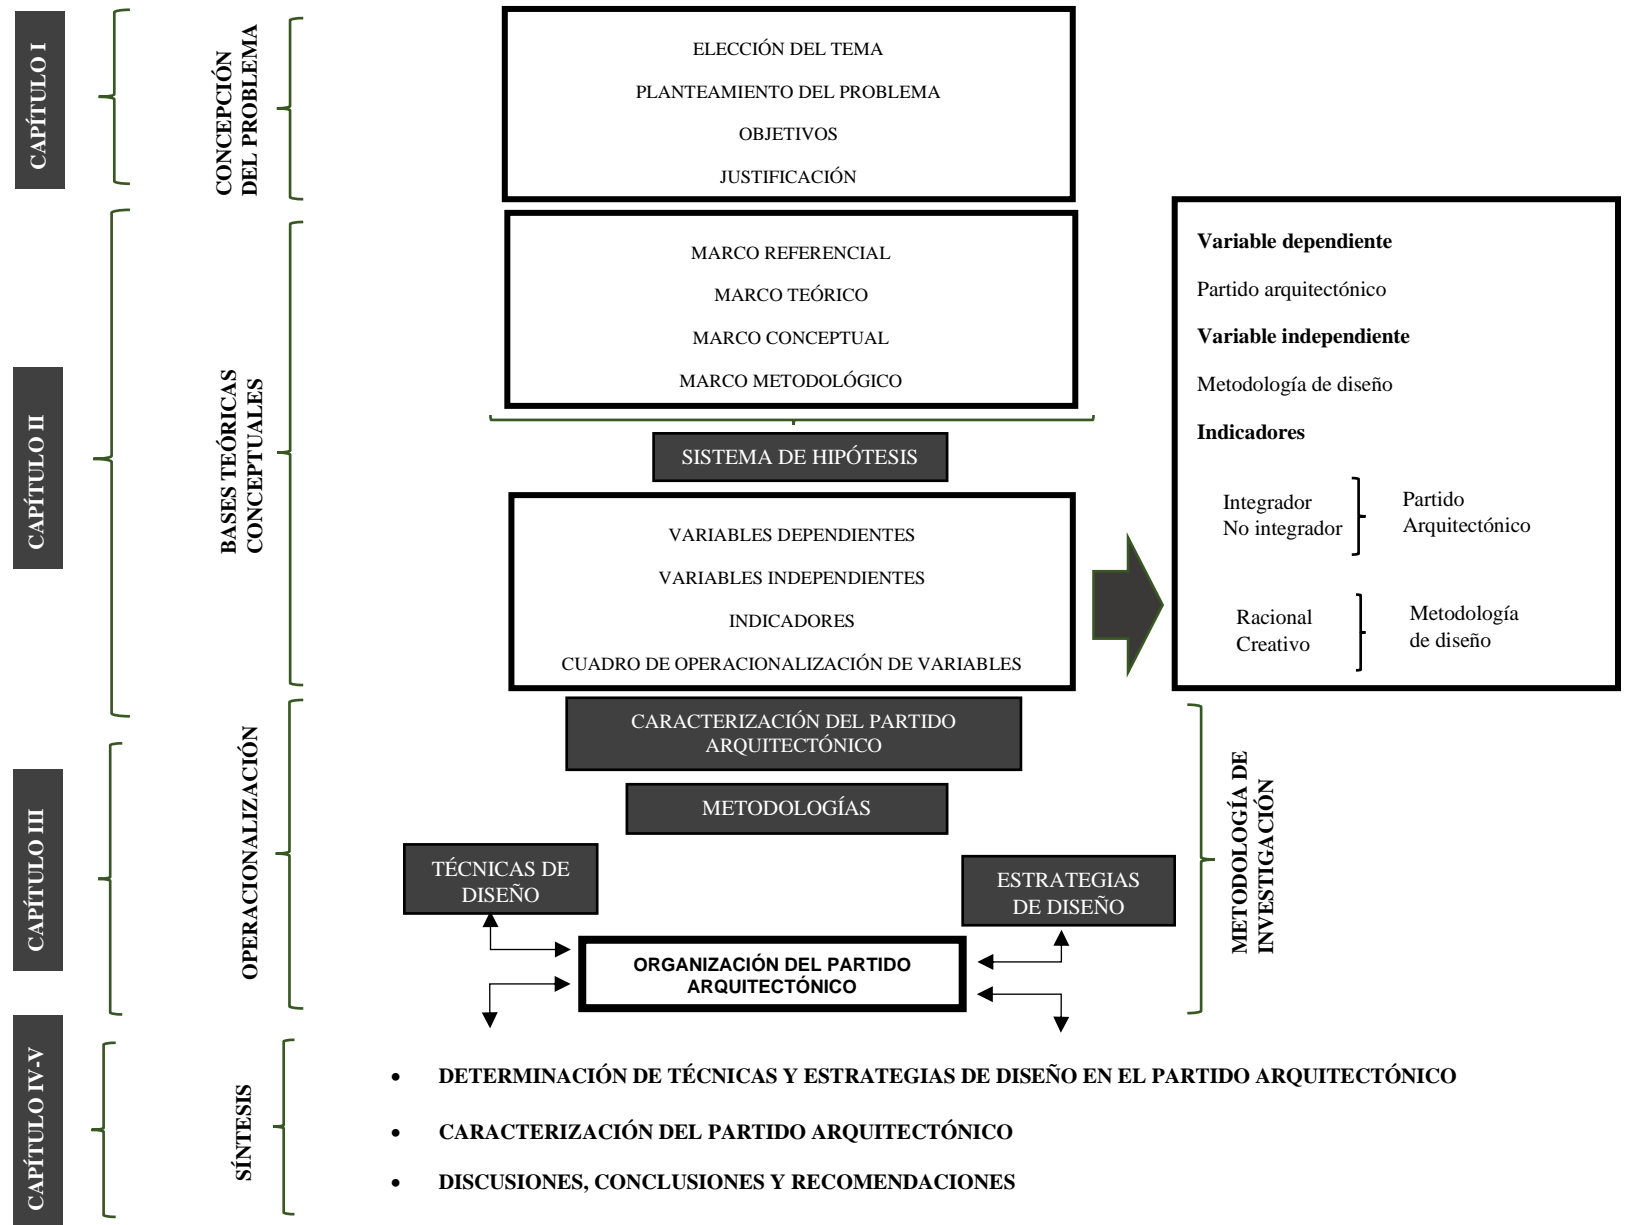 CAPÍTULO I
CONCEPCIÓN
DEL PROBLEMA
ELECCIÓN DEL TEMA
PLANTEAMIENTO DEL PROBLEMA
OBJETIVOS
JUSTIFICACIÓN
CAPÍTULO II
BASES TEÓRICAS
CONCEPTUALES
MARCO REFERENCIAL
MARCO TEÓRICO
MARCO CONCEPTUAL
MARCO METODOLÓGICO
SISTEMA DE HIPÓTESIS
VARIABLES DEPENDIENTES
VARIABLES INDEPENDIENTES
INDICADORES
CUADRO DE OPERACIONALIZACIÓN DE VARIABLES
Variable dependiente
Partido arquitectónico
Variable independiente
Metodología de diseño
Indicadores
Integrador
No integrador
Partido
Arquitectónico
Racional
Creativo
Metodología
de diseño
CAPÍTULO III
OPERACIONALIZACIÓN
CARACTERIZACIÓN DEL PARTIDO
ARQUITECTÓNICO
METODOLOGÍAS
TÉCNICAS DE
DISEÑO
ESTRATEGIAS
DE DISEÑO
ORGANIZACIÓN DEL PARTIDO
ARQUITECTÓNICO
METODOLOGÍA DE
INVESTIGACIÓN
CAPÍTULO IV-V
SÍNTESIS
• DETERMINACIÓN DE TÉCNICAS Y ESTRATEGIAS DE DISEÑO EN EL PARTIDO ARQUITECTÓNICO
• CARACTERIZACIÓN DEL PARTIDO ARQUITECTÓNICO
• DISCUSIONES, CONCLUSIONES Y RECOMENDACIONES